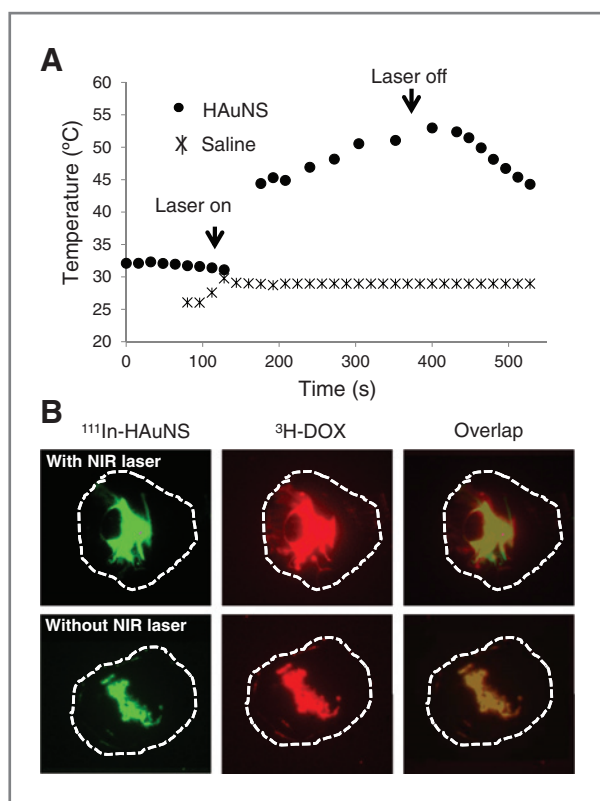 A
Laser off
HAuNS
Saline
Laser on
Temperature (ºC)
60
55
50
45
40
35
30
25
20
0 100 200 300 400 500
Time (s)
B
¹¹¹In-HAuNS ³H-DOX Overlap
With NIR laser
Without NIR laser